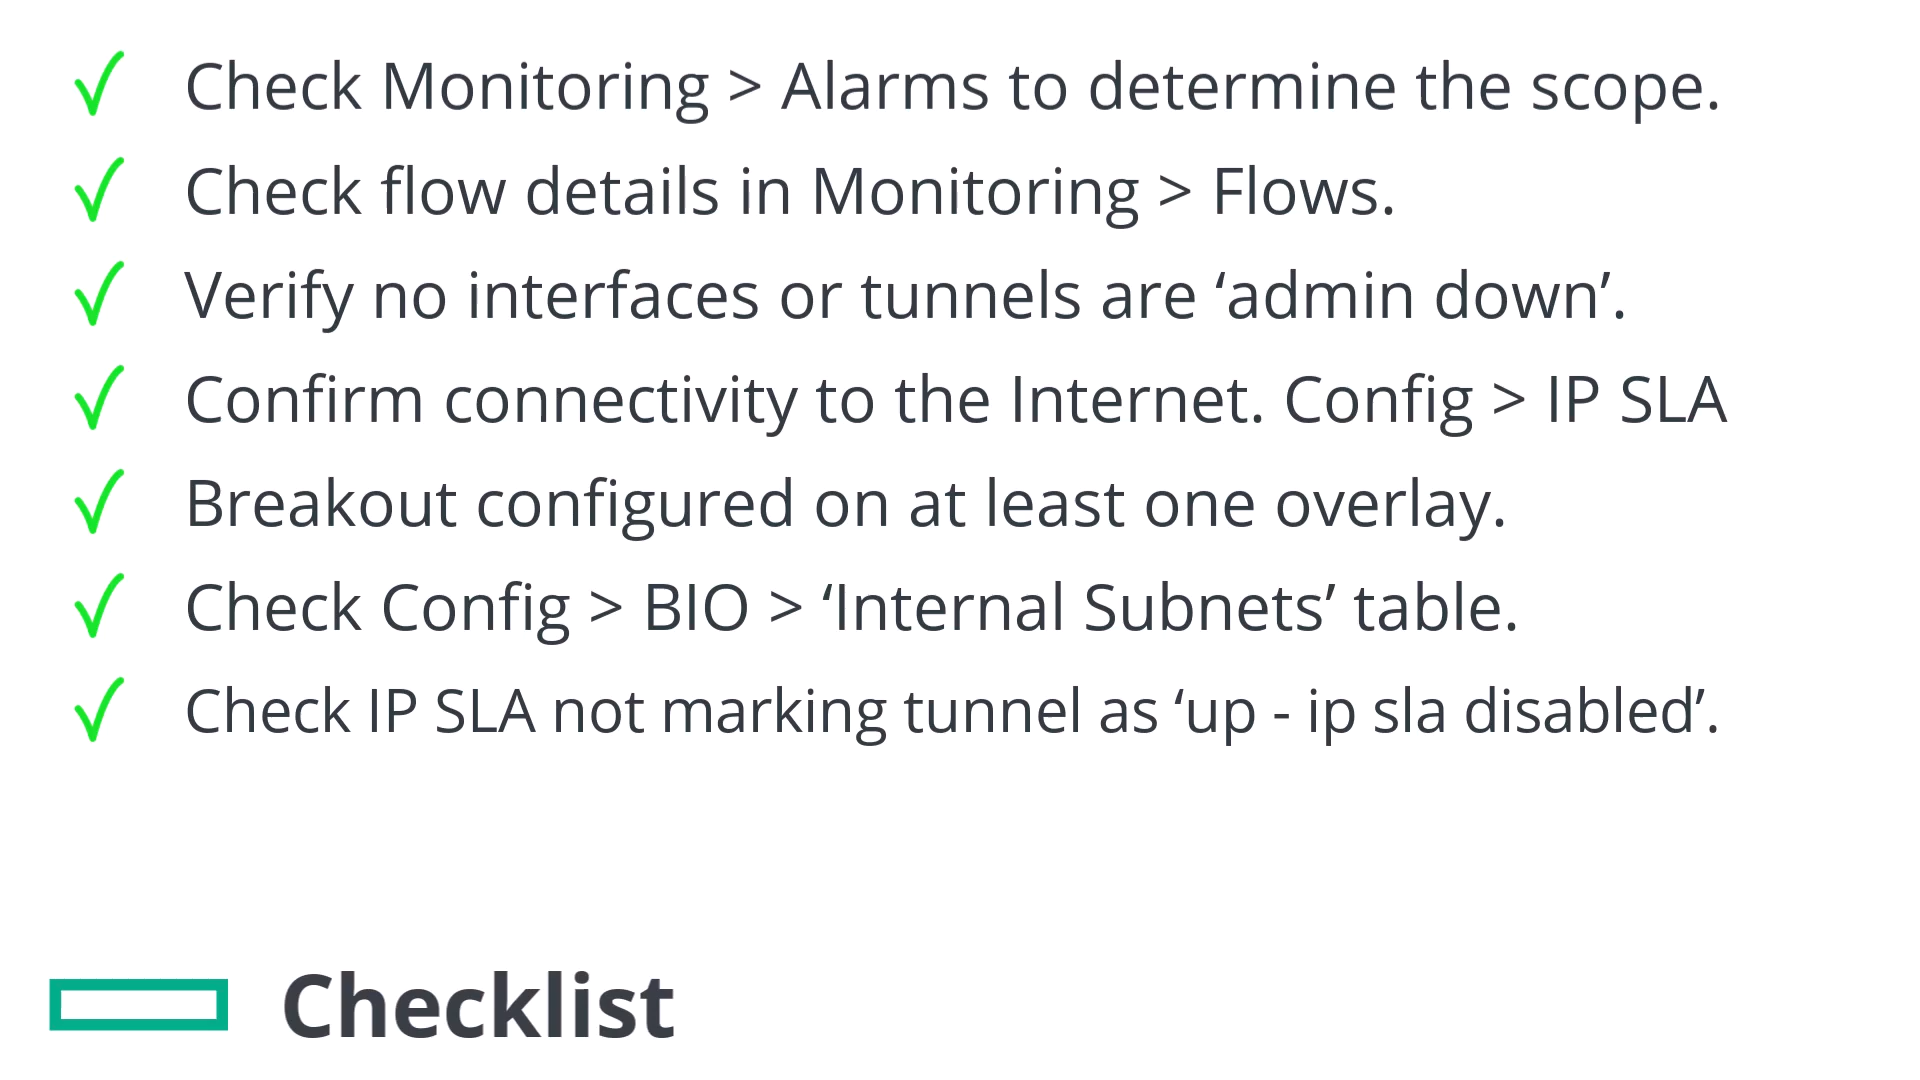 Check Monitoring > Alarms to determine the scope.
Check flow details in Monitoring > Flows.
Verify no interfaces or tunnels are ‘admin down’.
Confirm connectivity to the Internet. Config > IP SLA
Breakout configured on at least one overlay.
Check Config > BIO > ‘Internal Subnets’ table.
Check IP SLA not marking tunnel as ‘up - ip sla disabled’.
Checklist